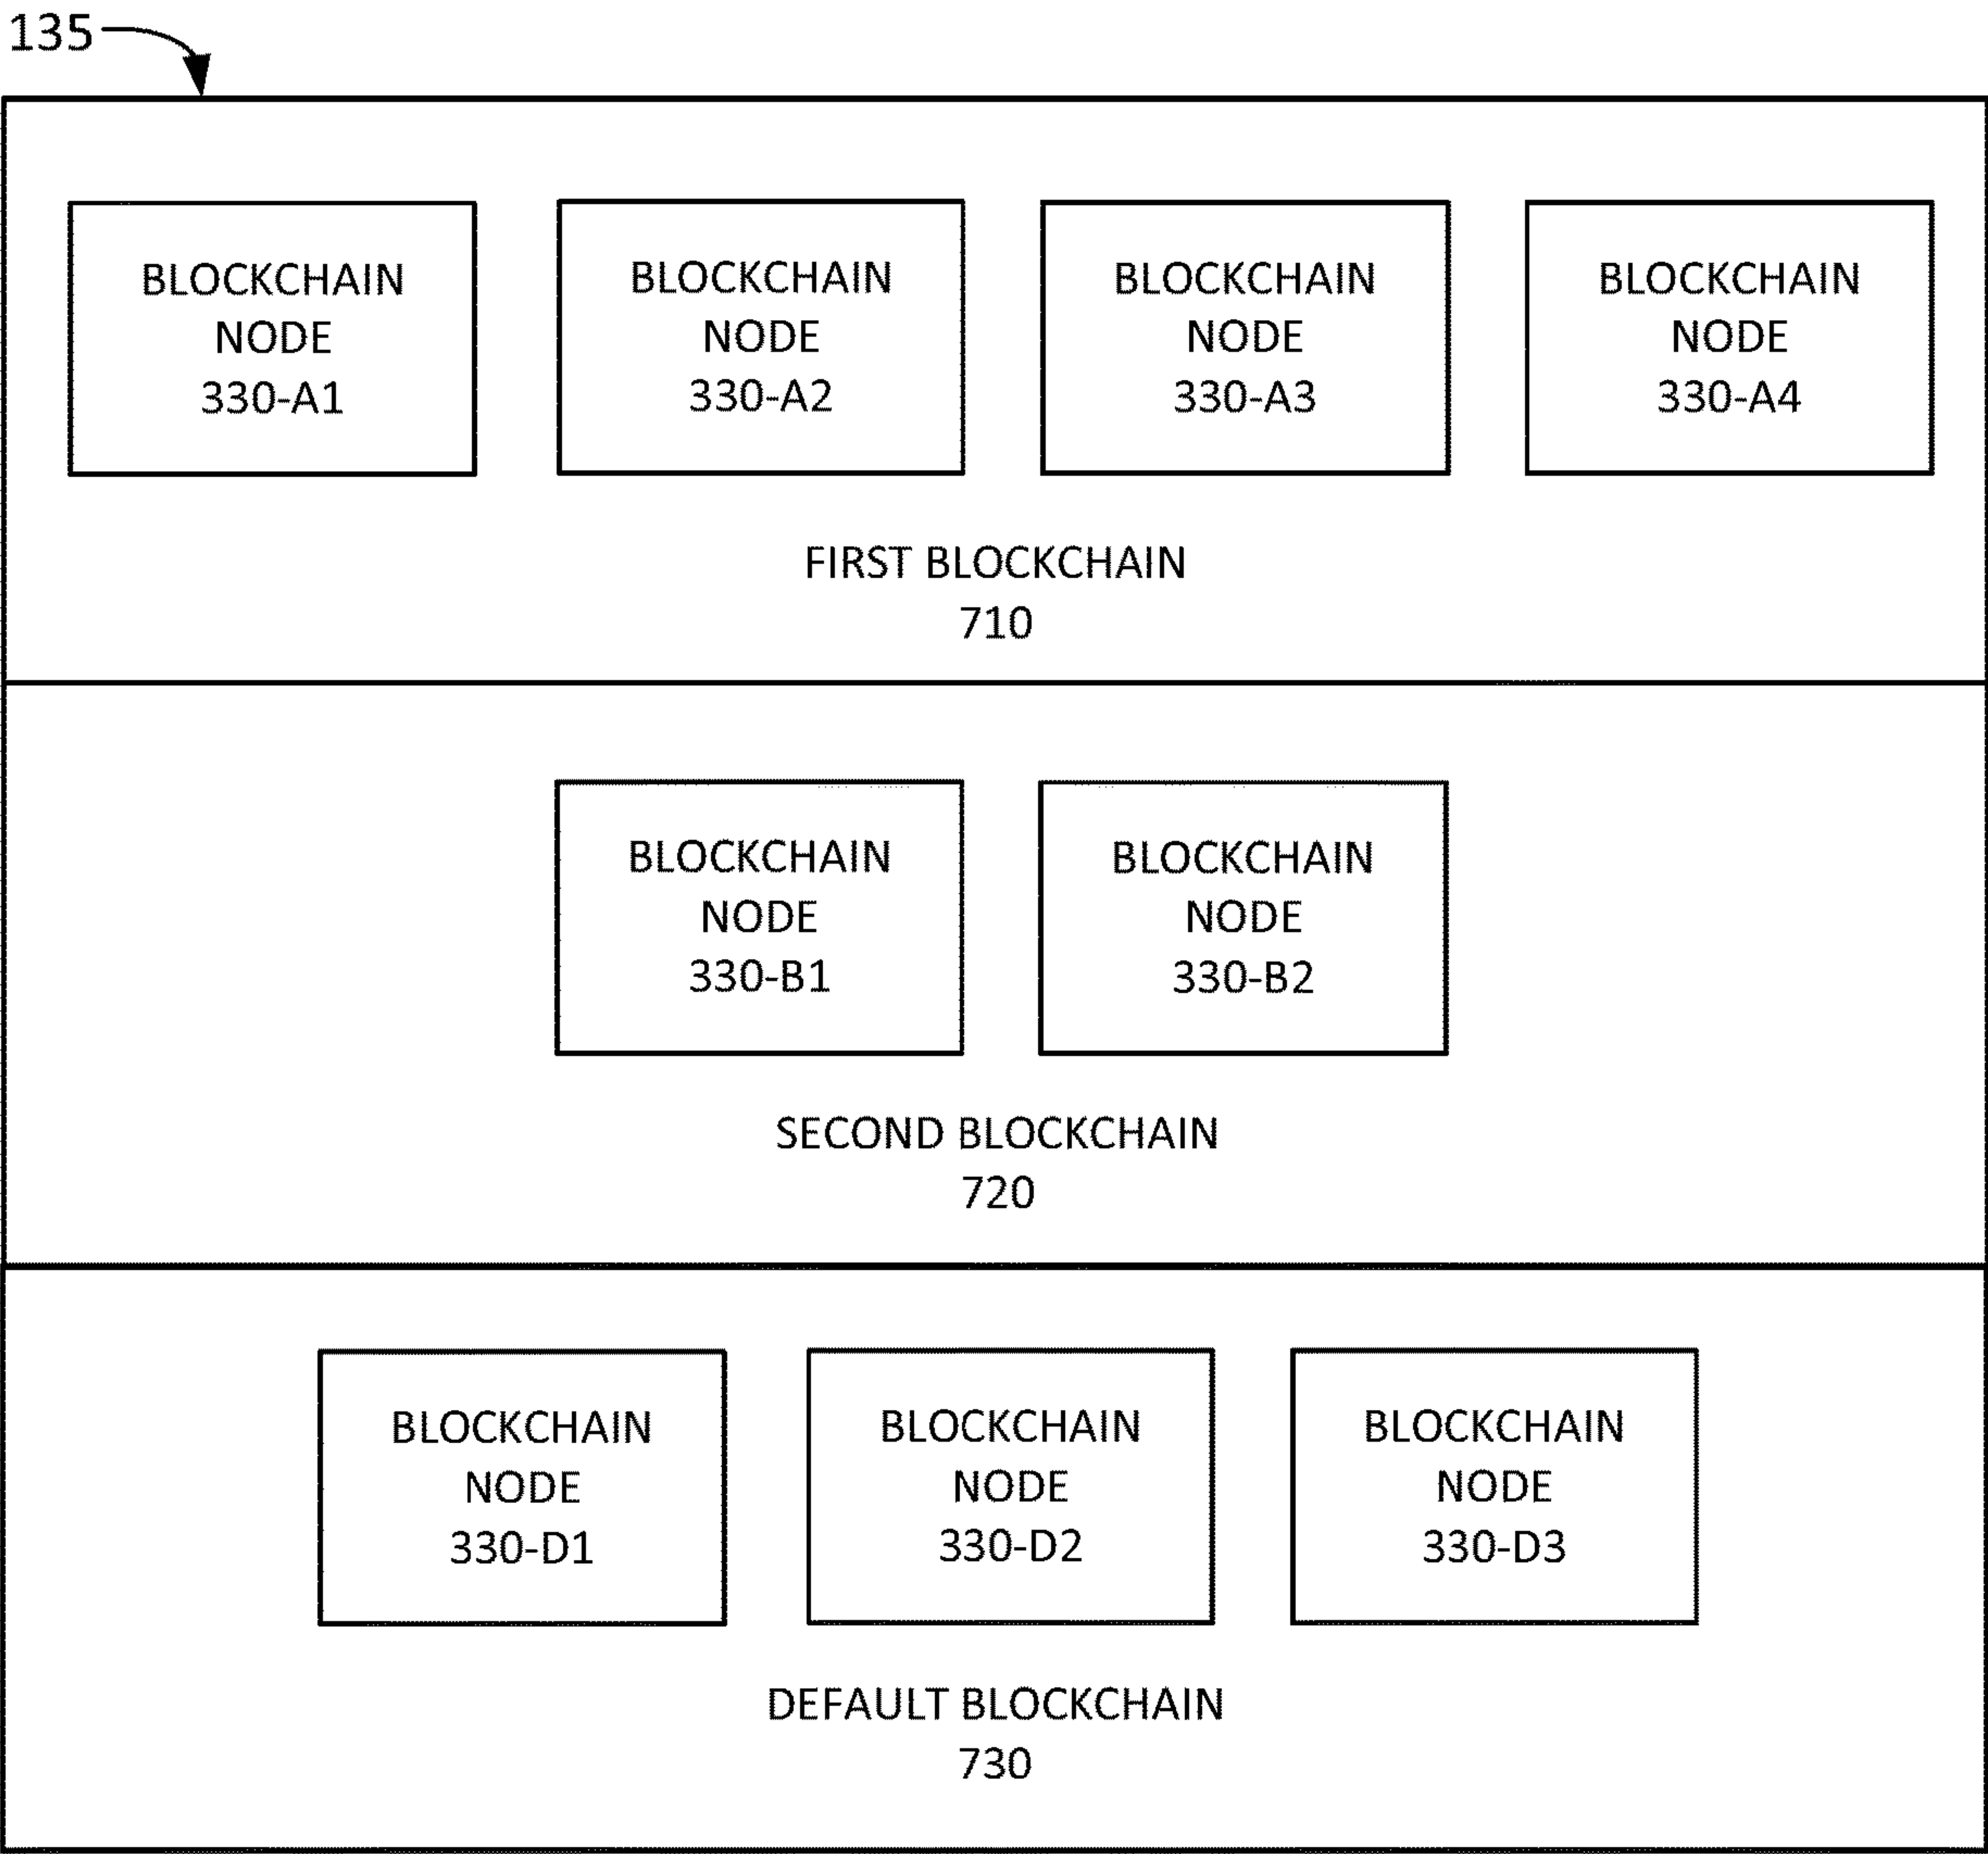 135
BLOCKCHAIN
NODE
330-A1
BLOCKCHAIN
NODE
330-A2
BLOCKCHAIN
NODE
330-A3
BLOCKCHAIN
NODE
330-A4
FIRST BLOCKCHAIN
710
BLOCKCHAIN
NODE
330-B1
BLOCKCHAIN
NODE
330-B2
SECOND BLOCKCHAIN
720
BLOCKCHAIN
NODE
330-D1
BLOCKCHAIN
NODE
330-D2
BLOCKCHAIN
NODE
330-D3
DEFAULT BLOCKCHAIN
730